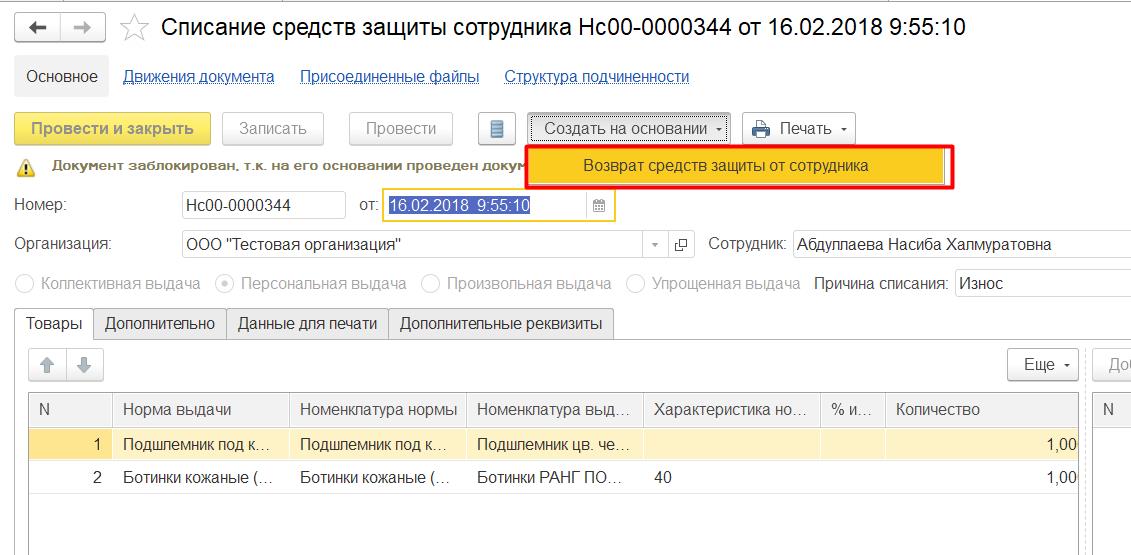 Списание средств защиты сотрудника Нс00-0000344 от 16.02.2018 9:55:10
Основное Движения документа Присоединенные файлы Структура подчиненности
Провести и закрыть Записать Провести Создать на основании Печать
Документ заблокирован, т.к. на его основании проведен Возврат средств защиты от сотрудника
Номер: Нс00-0000344 от: 16.02.2018 9:55:10
Организация: ООО "Тестовая организация" Сотрудник: Абдуллаева Насиба Халмуратовна
Коллективная выдача Персональная выдача Произвольная выдача Упрощенная выдача Причина списания: Износ
Товары Дополнительно Данные для печати Дополнительные реквизиты
Еще
N Норма выдачи Номенклатура нормы Номенклатура выд... Характеристика но... % и... Количество N
1 Подшлемник под к... Подшлемник под к... Подшлемник цв. че... 1,00
2 Ботинки кожаные (... Ботинки кожаные (... Ботинки РАНГ ПО... 40 1,00